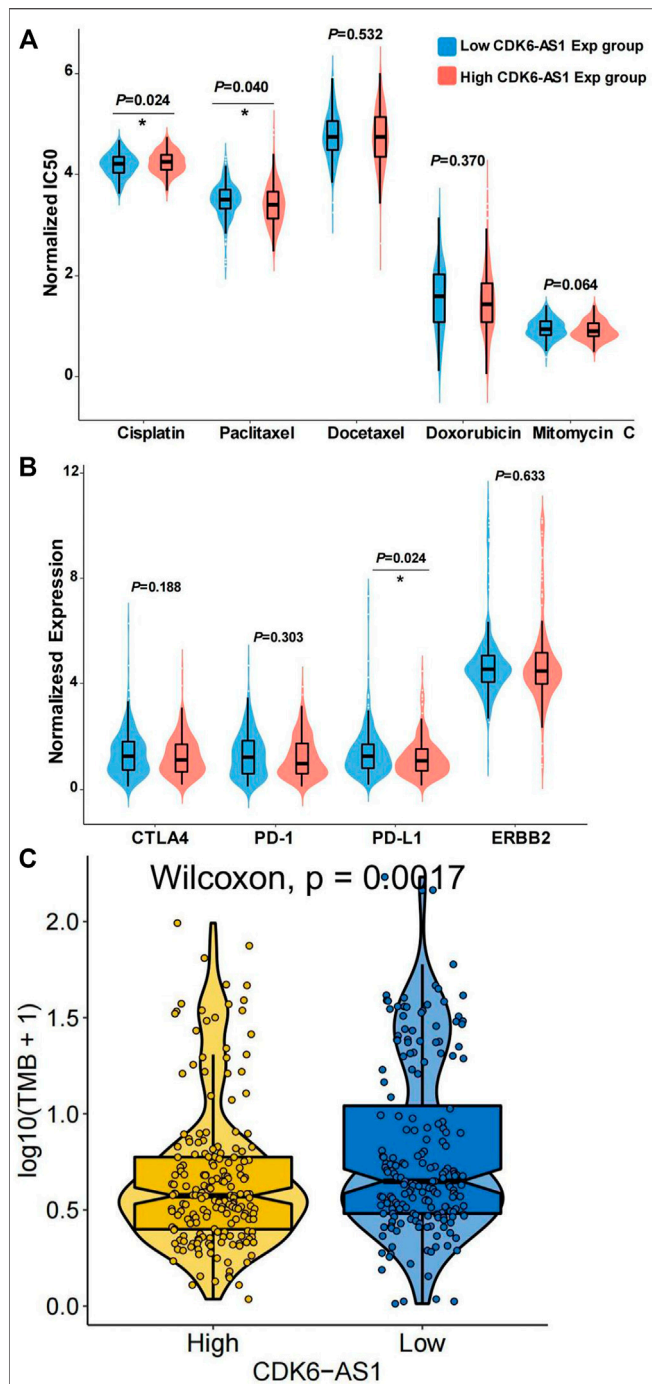 A
Low CDK6-AS1 Exp group
High CDK6-AS1 Exp group
P=0.532
P=0.024
*
P=0.040
*
P=0.370
P=0.064
Normalized IC50
6
4
2
0
Cisplatin Paclitaxel Docetaxel Doxorubicin Mitomycin C
B
P=0.633
P=0.024
*
P=0.188
P=0.303
Normalizesd Expression
12
8
4
0
CTLA4 PD-1 PD-L1 ERBB2
C
Wilcoxon, p = 0.0017
log10(TMB + 1)
2.0
1.5
1.0
0.5
0.0
High Low
CDK6−AS1